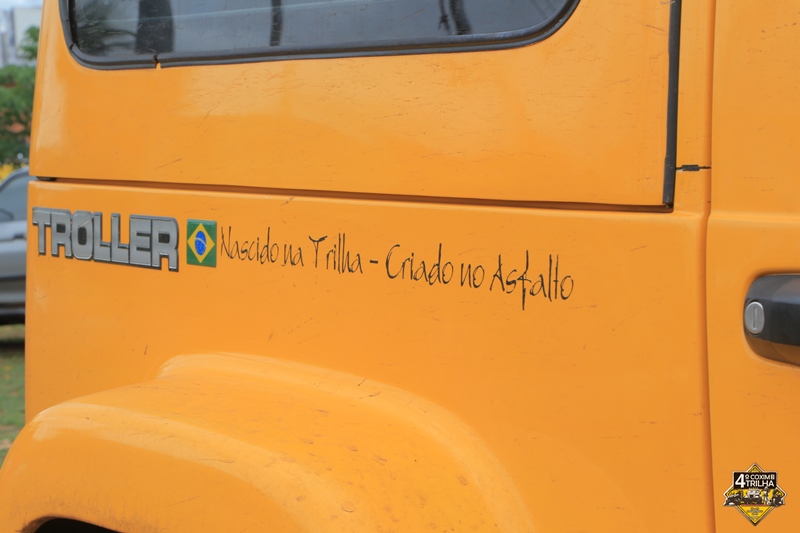 TROLLER Nascido na Trilha - Criado no Asfalto
4º COXIM
TRILHA